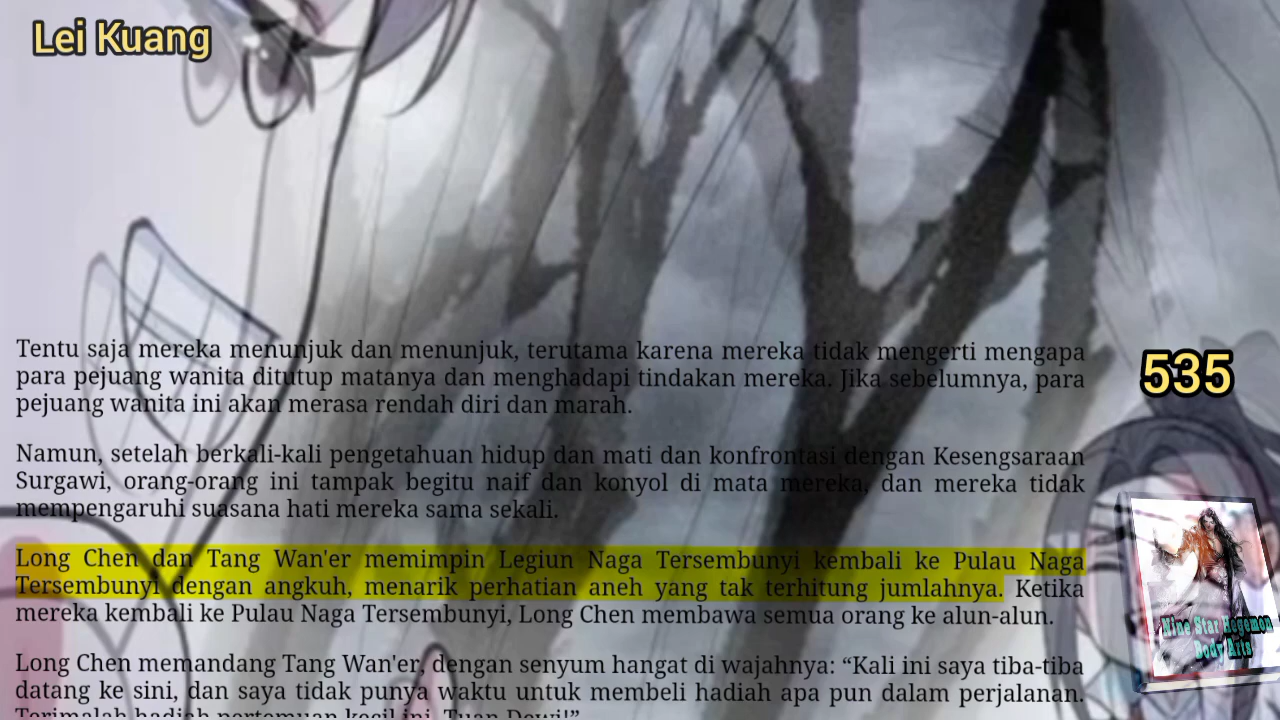 Lei Kuang
Tentu saja mereka menunjuk dan menunjuk, terutama karena mereka tidak mengerti mengapa
para pejuang wanita ditutup matanya dan menghadapi tindakan mereka. Jika sebelumnya, para
pejuang wanita ini akan merasa rendah diri dan marah.
535
Namun, setelah berkali-kali pengetahuan hidup dan mati dan konfrontasi dengan Kesengsaraan
Surgawi, orang-orang ini tampak begitu naif dan konyol di mata mereka, dan mereka tidak
mempengaruhi suasana hati mereka sama sekali.
Long Chen dan Tang Wan'er memimpin Legiun Naga Tersembunyi kembali ke Pulau Naga
Tersembunyi dengan angkuh, menarik perhatian aneh yang tak terhitung jumlahnya. Ketika
mereka kembali ke Pulau Naga Tersembunyi, Long Chen membawa semua orang ke alun-alun.
Nine Star Hegemon
Body Arts
Long Chen memandang Tang Wan'er, dengan senyum hangat di wajahnya: “Kali ini saya tiba-tiba
datang ke sini, dan saya tidak punya waktu untuk membeli hadiah apa pun dalam perjalanan.
Terimalah hadiah pertemuan kecil ini, Tuan Dewi!”